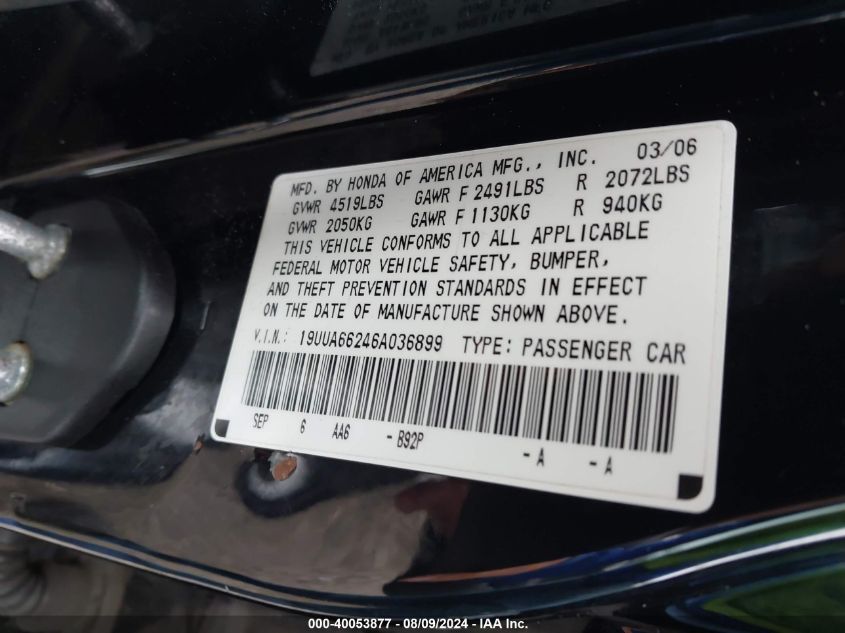 MFD. BY HONDA OF AMERICA MFG., INC. 03/06
GVWR 4519LBS GAWR F 2491LBS R 2072LBS
GVWR 2050KG GAWR F 1130KG R 940KG
THIS VEHICLE CONFORMS TO ALL APPLICABLE
FEDERAL MOTOR VEHICLE SAFETY, BUMPER,
AND THEFT PREVENTION STANDARDS IN EFFECT
ON THE DATE OF MANUFACTURE SHOWN ABOVE.
V.I.N.: 19UUA66246A036899 TYPE: PASSENGER CAR
SEP 6 AA6 -B92P -A -A
000-40053877 - 08/09/2024 - IAA Inc.